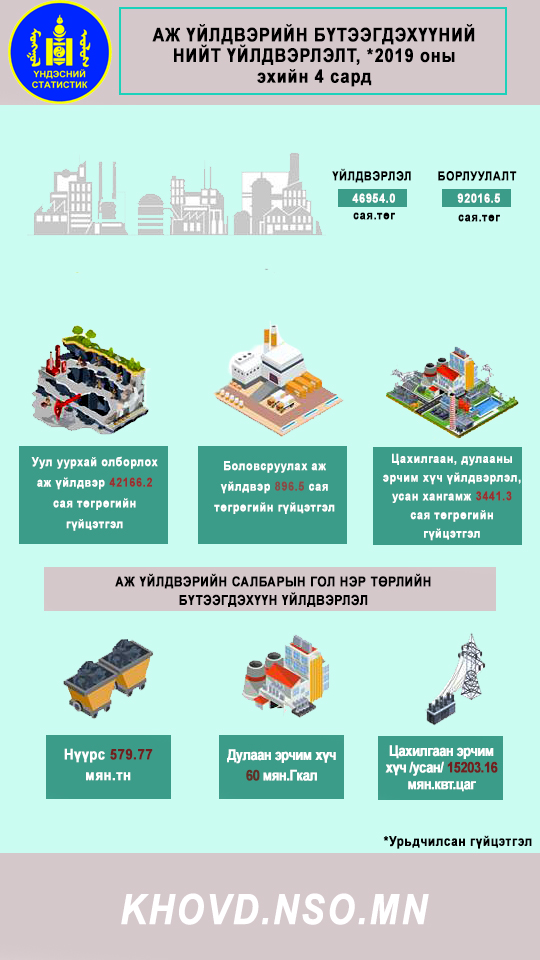 ҮНДЭСНИЙ
СТАТИСТИК
АЖ ҮЙЛДВЭРИЙН БҮТЭЭГДЭХҮҮНИЙ
НИЙТ ҮЙЛДВЭРЛЭЛТ, *2019 оны
эхийн 4 сард
ҮЙЛДВЭРЛЭЛ
46954.0
сая.төг
БОРЛУУЛАЛТ
92016.5
сая.төг
Уул уурхай олборлох
аж үйлдвэр 42166.2
сая төгрөгийн
гүйцэтгэл
Боловсруулах аж
үйлдвэр 896.5 сая
төгрөгийн гүйцэтгэл
Цахилгаан, дулааны
эрчим хүч үйлдвэрлэл,
усан хангамж 3441.3
сая төгрөгийн
гүйцэтгэл
АЖ ҮЙЛДВЭРИЙН САЛБАРЫН ГОЛ НЭР ТӨРЛИЙН
БҮТЭЭГДЭХҮҮН ҮЙЛДВЭРЛЭЛ
Нүүрс 579.77
мян.тн
Дулаан эрчим хүч
60 мян.Гкал
Цахилгаан эрчим
хүч /усан/ 15203.16
мян.квт.цаг
*Урьдчилсан гүйцэтгэл
KHOVD.NSO.MN